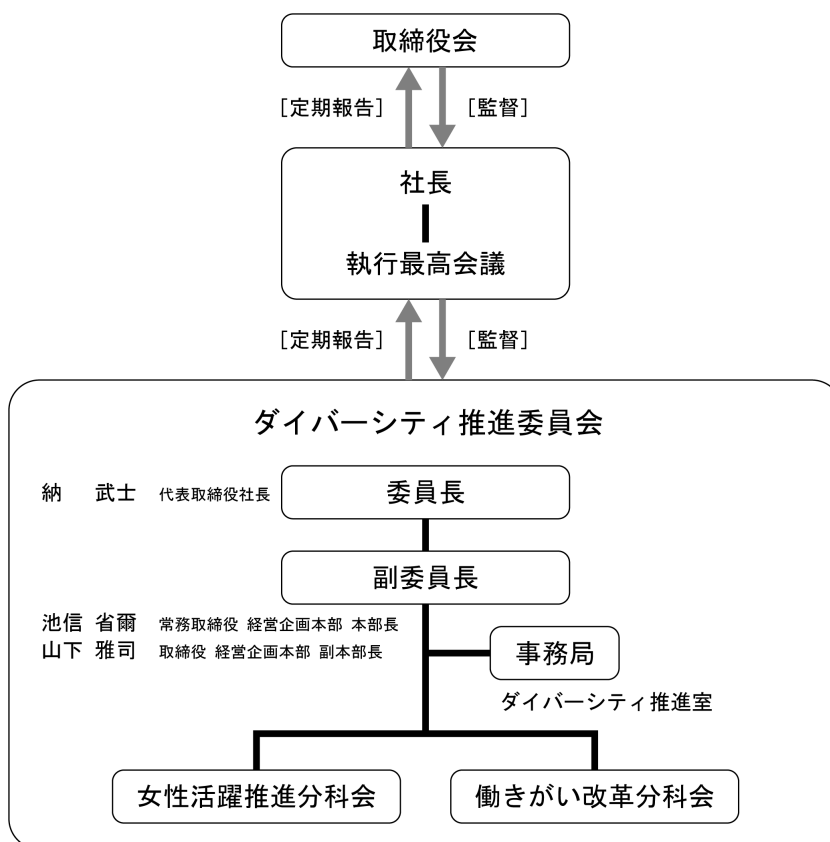 取締役会
[定期報告] [監督]
社長
執行最高会議
[定期報告] [監督]
ダイバーシティ推進委員会
納　武士 代表取締役社長 委員長
副委員長
池信 省爾 常務取締役 経営企画本部 本部長
山下 雅司 取締役 経営企画本部 副本部長
事務局
ダイバーシティ推進室
女性活躍推進分科会 働きがい改革分科会